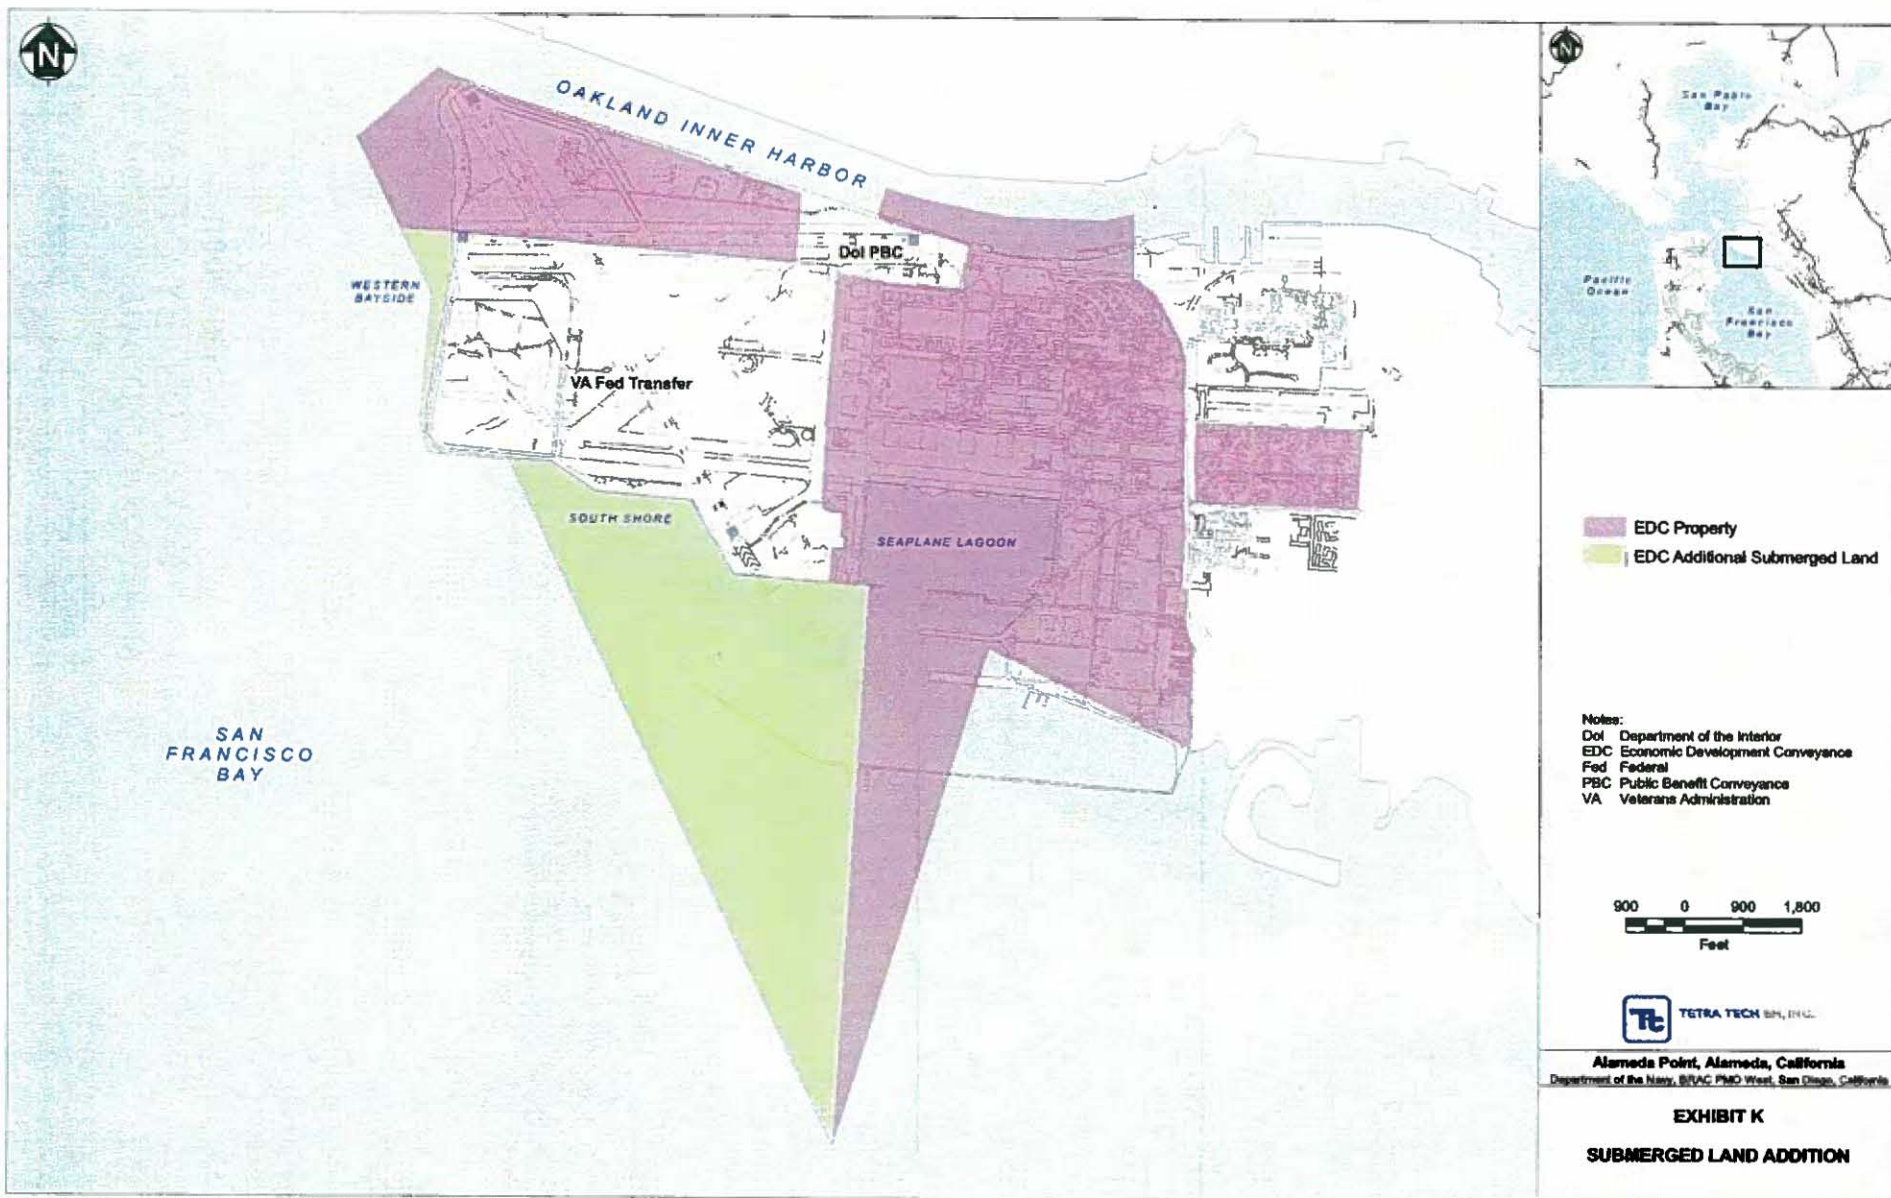 N
OAKLAND INNER HARBOR
DoI PBC
WESTERN
BAYSIDE
VA Fed Transfer
SOUTH SHORE
SEAPLANE LAGOON
SAN
FRANCISCO
BAY
N
San Pablo
Bay
Pacific
Ocean
San
Francisco
Bay
EDC Property
EDC Additional Submerged Land
Notes:
DoI Department of the Interior
EDC Economic Development Conveyance
Fed Federal
PBC Public Benefit Conveyance
VA Veterans Administration
900 0 900 1,800
Feet
TETRA TECH EM, INC.
Alameda Point, Alameda, California
Department of the Navy, BRAC PMO West, San Diego, California
EXHIBIT K
SUBMERGED LAND ADDITION